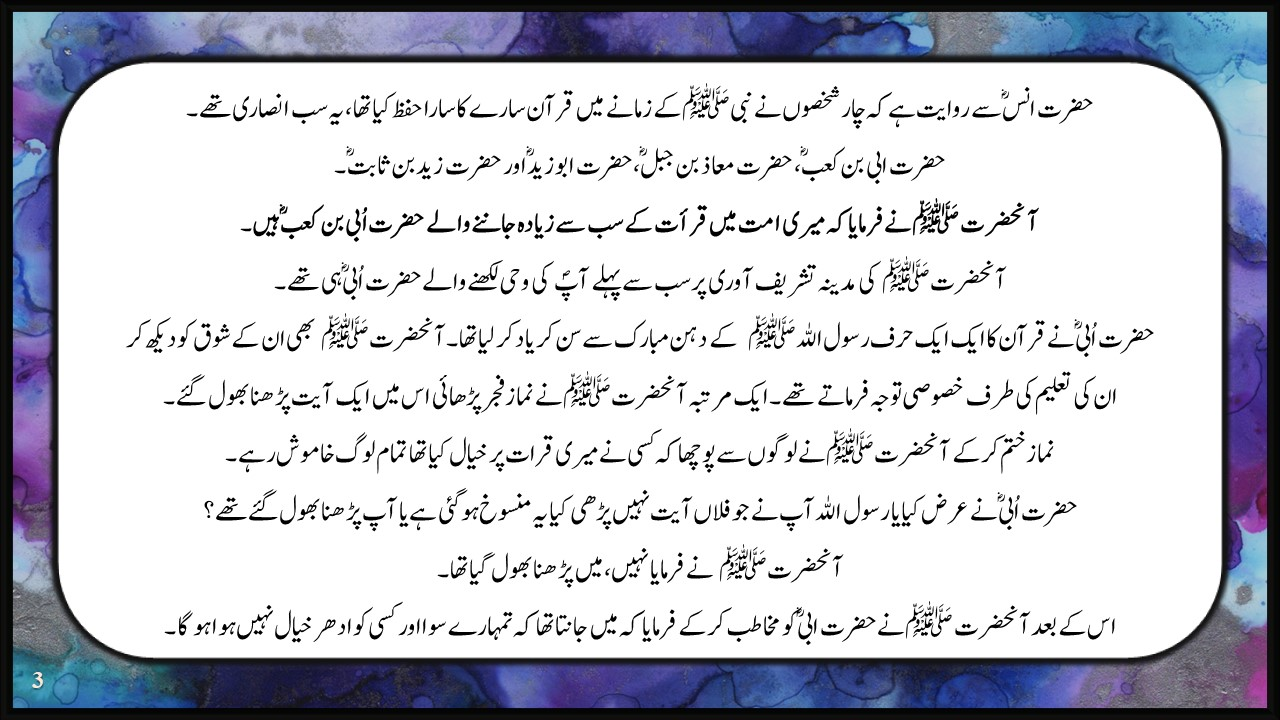 حضرت انسؓ سے روایت ہے کہ چار شخصوں نے نبی ﷺ کے زمانے میں قرآن سارے کا سارا حفظ کیا تھا، یہ سب انصاری تھے۔
حضرت ابی بن کعبؓ، حضرت معاذ بن جبلؓ، حضرت ابو زیدؓ اور حضرت زید بن ثابتؓ۔
آنحضرت ﷺ نے فرمایا کہ میری امت میں قرأت کے سب سے زیادہ جاننے والے حضرت اُبی بن کعبؓ ہیں۔
آنحضرت ﷺ کی مدینہ تشریف آوری پر سب سے پہلے آپؐ کی وحی لکھنے والے حضرت اُبیؓ ہی تھے۔
حضرت اُبیؓ نے قرآن کا ایک ایک حرف رسول اللہ ﷺ کے دہن مبارک سے سن کر یاد کر لیا تھا۔ آنحضرت ﷺ بھی ان کے شوق کو دیکھ کر
ان کی تعلیم کی طرف خصوصی توجہ فرماتے تھے۔ ایک مرتبہ آنحضرت ﷺ نے نماز فجر پڑھائی اس میں ایک آیت پڑھنا بھول گئے۔
نماز ختم کر کے آنحضرت ﷺ نے لوگوں سے پوچھا کہ کسی نے میری قرات پر خیال کیا تھا تمام لوگ خاموش رہے۔
حضرت اُبیؓ نے عرض کیا یا رسول اللہ آپ نے جو فلاں آیت نہیں پڑھی کیا یہ منسوخ ہو گئی ہے یا آپ پڑھنا بھول گئے تھے؟
آنحضرت ﷺ نے فرمایا نہیں، میں پڑھنا بھول گیا تھا۔
اس کے بعد آنحضرت ﷺ نے حضرت ابیؓ کو مخاطب کر کے فرمایا کہ میں جانتا تھا کہ تمہارے سوا اور کسی کو ادھر خیال نہیں ہوا ہو گا۔
3